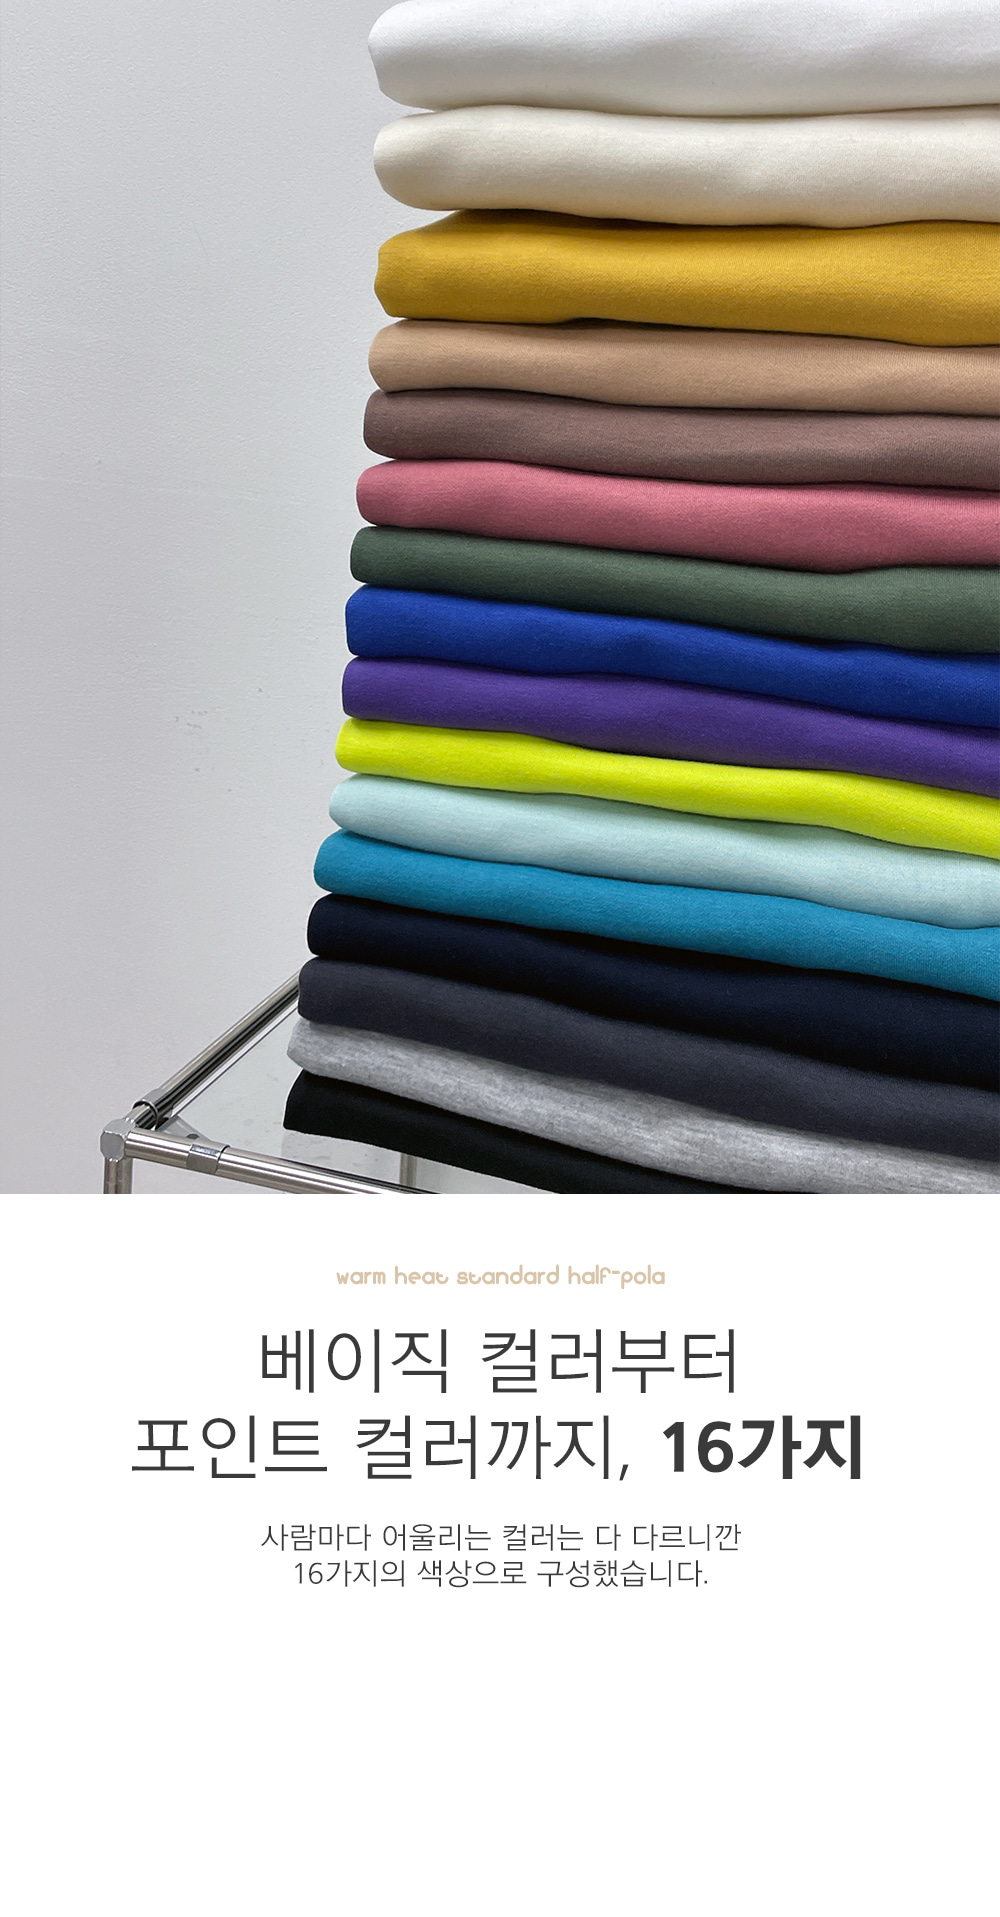 warm heat standard half-pola
베이직 컬러부터
포인트 컬러까지, 16가지
사람마다 어울리는 컬러는 다 다르니깐
16가지의 색상으로 구성했습니다.